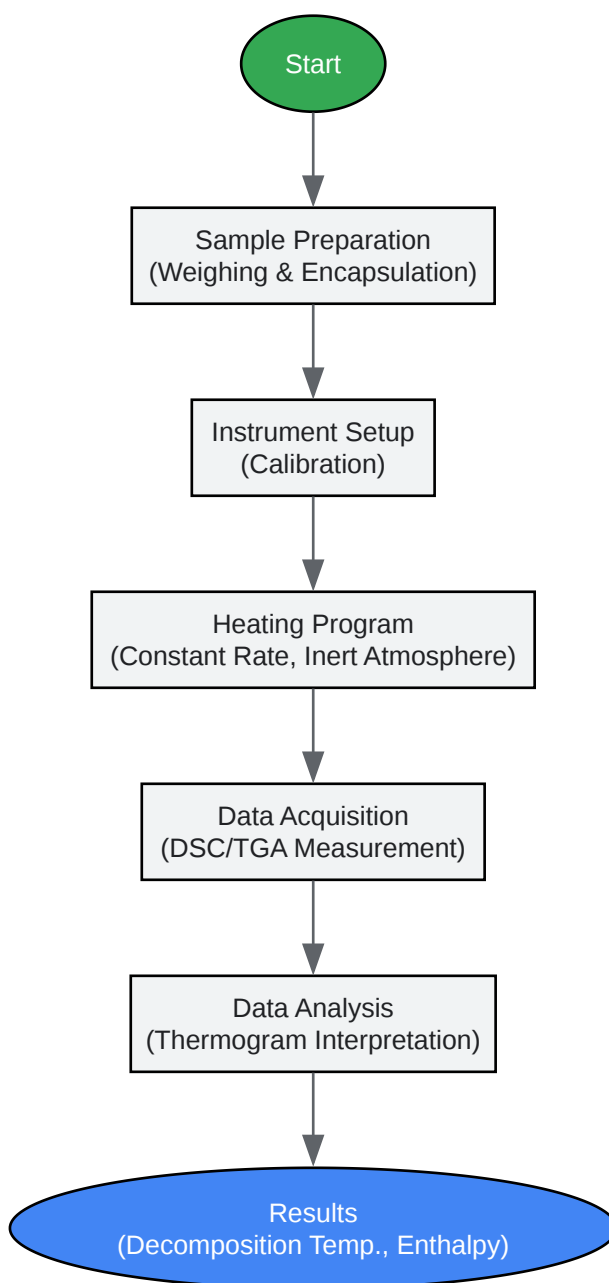 Start
Sample Preparation
(Weighing & Encapsulation)
Instrument Setup
(Calibration)
Heating Program
(Constant Rate, Inert Atmosphere)
Data Acquisition
(DSC/TGA Measurement)
Data Analysis
(Thermogram Interpretation)
Results
(Decomposition Temp., Enthalpy)